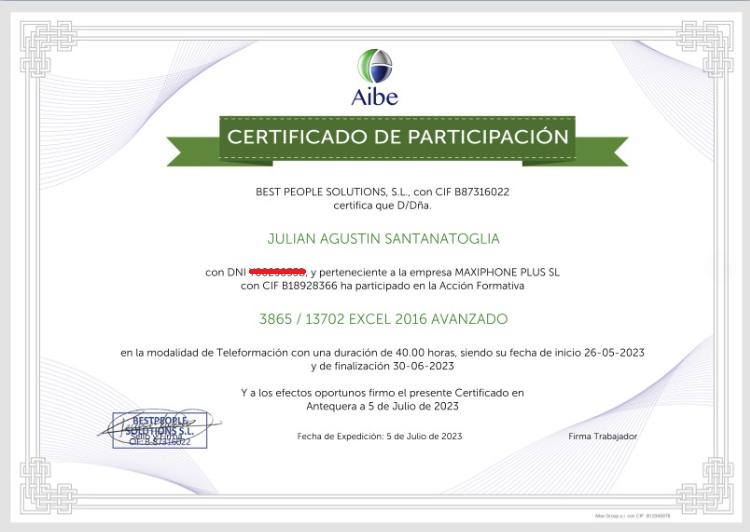 Aibe
CERTIFICADO DE PARTICIPACIÓN
BEST PEOPLE SOLUTIONS, S.L., con CIF B87316022
certifica que D/Dña.
JULIAN AGUSTIN SANTANATOGLIA
con DNI , y perteneciente a la empresa MAXIPHONE PLUS SL
con CIF B18928366 ha participado en la Acción Formativa
3865 / 13702 EXCEL 2016 AVANZADO
en la modalidad de Teleformación con una duración de 40.00 horas, siendo su fecha de inicio 26-05-2023
y de finalización 30-06-2023
Y a los efectos oportunos firmo el presente Certificado en
Antequera a 5 de Julio de 2023
BESTPEOPLE
SOLUTIONS S.L.
Sello y Firma
CIF: B-87316022
Fecha de Expedición: 5 de Julio de 2023
Firma Trabajador